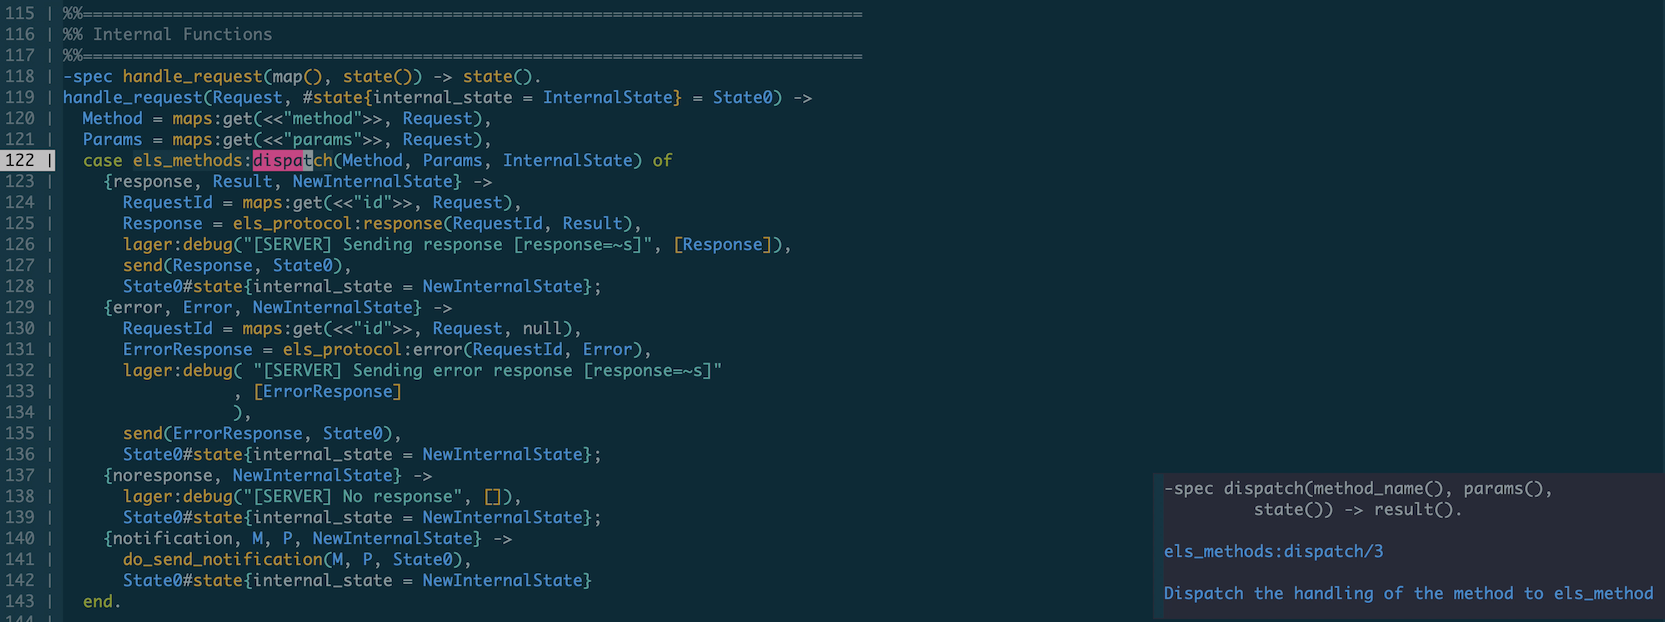 115 | %%==============================================================================
116 | %% Internal Functions
117 | %%==============================================================================
118 | -spec handle_request(map(), state()) -> state().
119 | handle_request(Request, #state{internal_state = InternalState} = State0) ->
120 |   Method = maps:get(<<"method">>, Request),
121 |   Params = maps:get(<<"params">>, Request),
122 |   case els_methods:dispatch(Method, Params, InternalState) of
123 |     {response, Result, NewInternalState} ->
124 |       RequestId = maps:get(<<"id">>, Request),
125 |       Response = els_protocol:response(RequestId, Result),
126 |       lager:debug("[SERVER] Sending response [response=~s]", [Response]),
127 |       send(Response, State0),
128 |       State0#state{internal_state = NewInternalState};
129 |     {error, Error, NewInternalState} ->
130 |       RequestId = maps:get(<<"id">>, Request, null),
131 |       ErrorResponse = els_protocol:error(RequestId, Error),
132 |       lager:debug( "[SERVER] Sending error response [response=~s]"
133 |                  , [ErrorResponse]
134 |                  ),
135 |       send(ErrorResponse, State0),
136 |       State0#state{internal_state = NewInternalState};
137 |     {noresponse, NewInternalState} ->
138 |       lager:debug("[SERVER] No response", []),
139 |       State0#state{internal_state = NewInternalState};
140 |     {notification, M, P, NewInternalState} ->
141 |       do_send_notification(M, P, State0),
142 |       State0#state{internal_state = NewInternalState}
143 |   end.
144 |
-spec dispatch(method_name(), params(),
         state()) -> result().
els_methods:dispatch/3
Dispatch the handling of the method to els_method